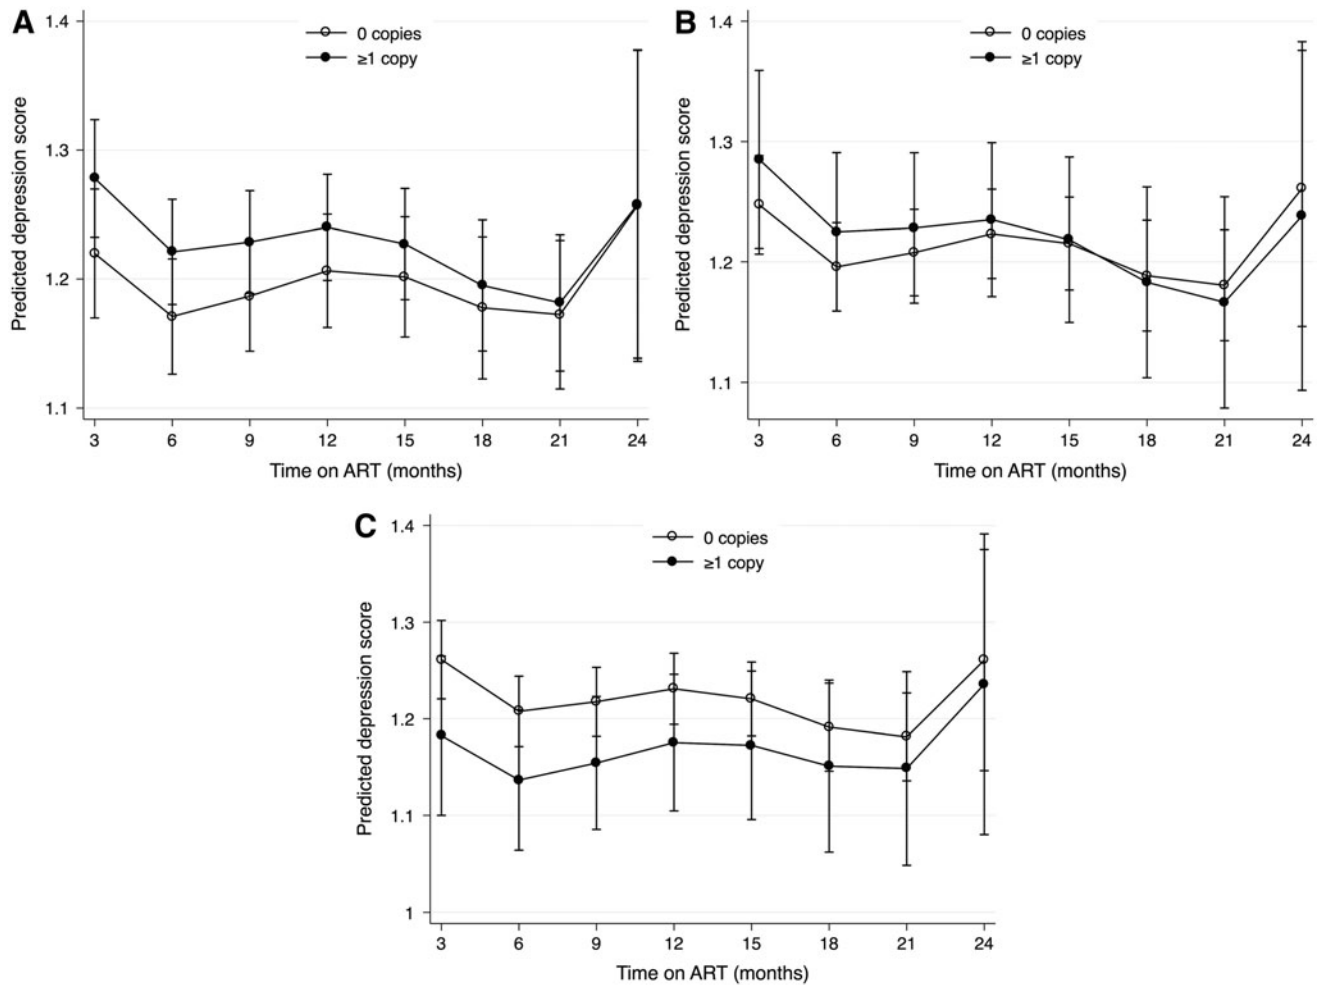 A
1.4
1.3
1.2
1.1
Predicted depression score
0 copies
≥1 copy
3 6 9 12 15 18 21 24
Time on ART (months)
B
1.4
1.3
1.2
1.1
Predicted depression score
0 copies
≥1 copy
3 6 9 12 15 18 21 24
Time on ART (months)
C
1.4
1.3
1.2
1.1
1
Predicted depression score
0 copies
≥1 copy
3 6 9 12 15 18 21 24
Time on ART (months)